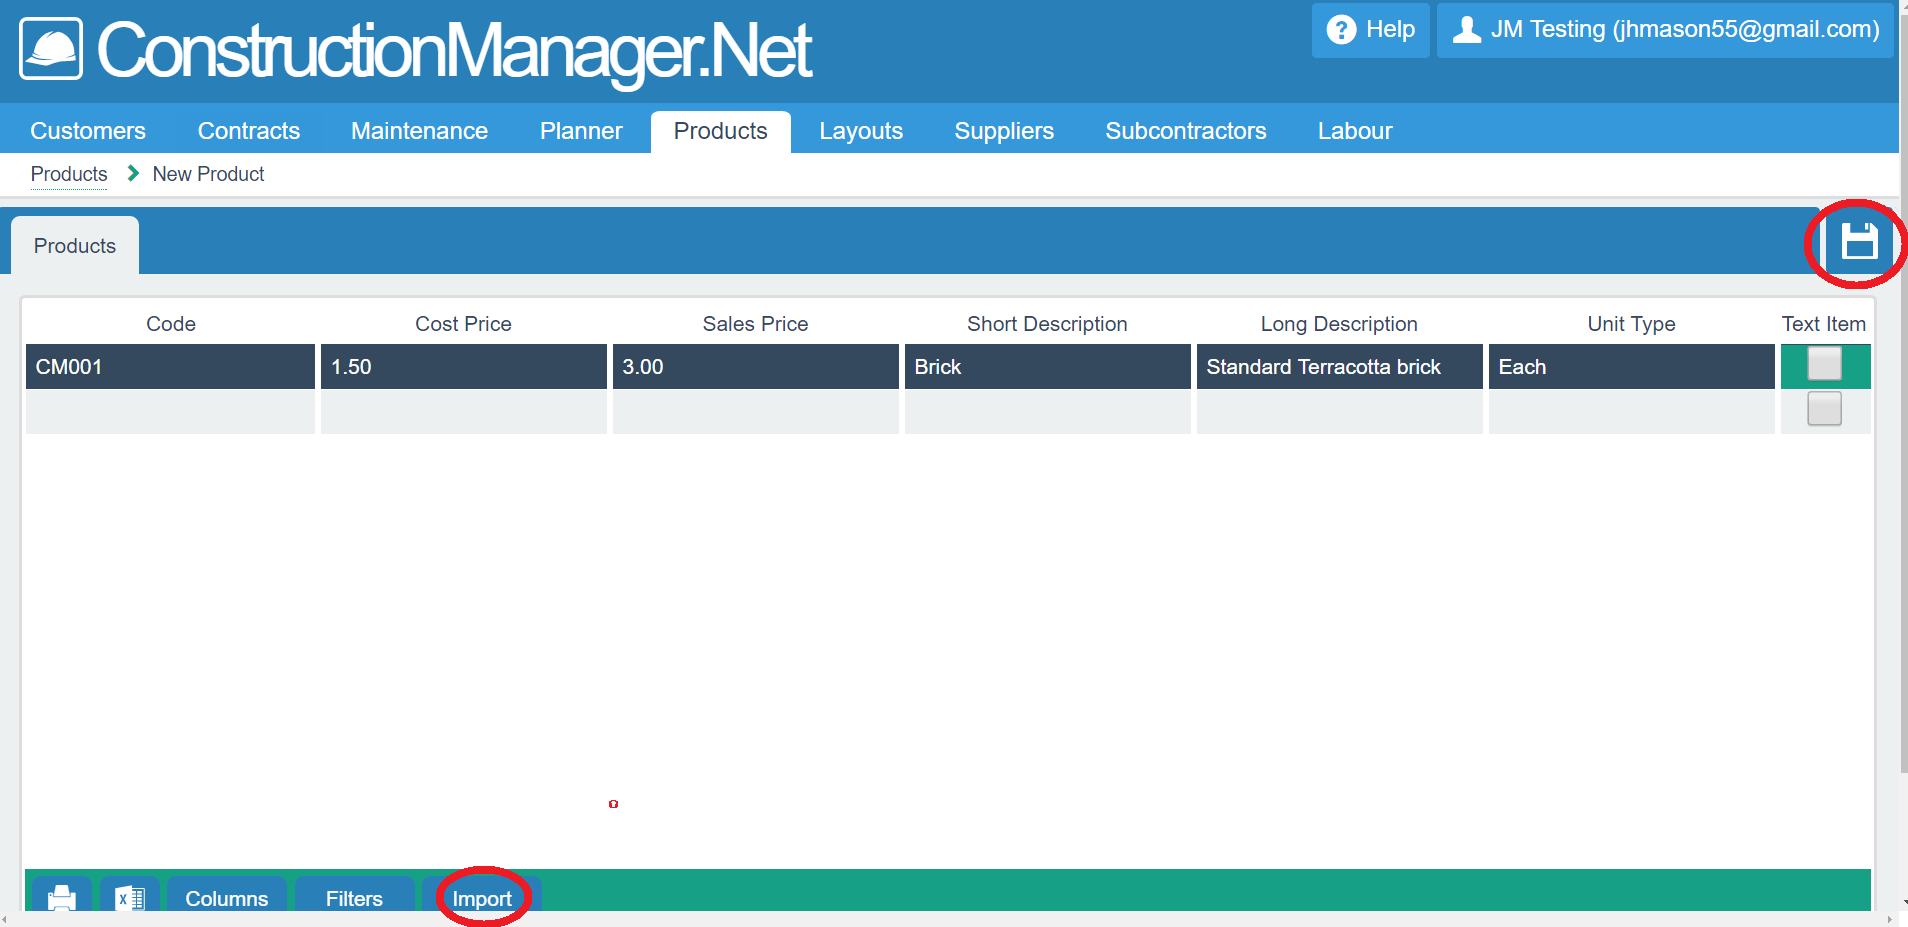 ConstructionManager.Net
? Help
JM Testing (jhmason55@gmail.com)
Customers Contracts Maintenance Planner Products Layouts Suppliers Subcontractors Labour
Products New Product
Products
Code Cost Price Sales Price Short Description Long Description Unit Type Text Item
CM001 1.50 3.00 Brick Standard Terracotta brick Each
X Columns Filters Import